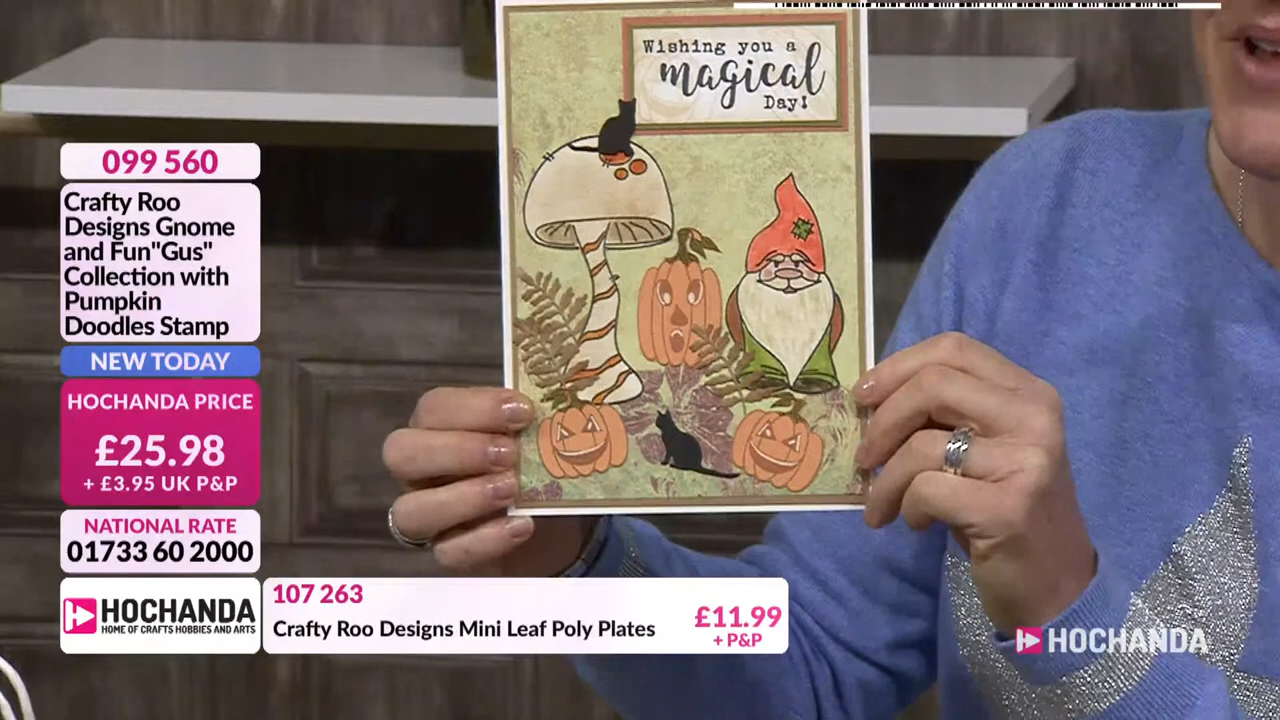 Wishing you a
magical
Day!
099 560
Crafty Roo
Designs Gnome
and Fun"Gus"
Collection with
Pumpkin
Doodles Stamp
NEW TODAY
HOCHANDA PRICE
£25.98
+ £3.95 UK P&P
NATIONAL RATE
01733 60 2000
HOCHANDA
HOME OF CRAFTS HOBBIES AND ARTS
107 263
Crafty Roo Designs Mini Leaf Poly Plates
£11.99
+ P&P
HOCHANDA